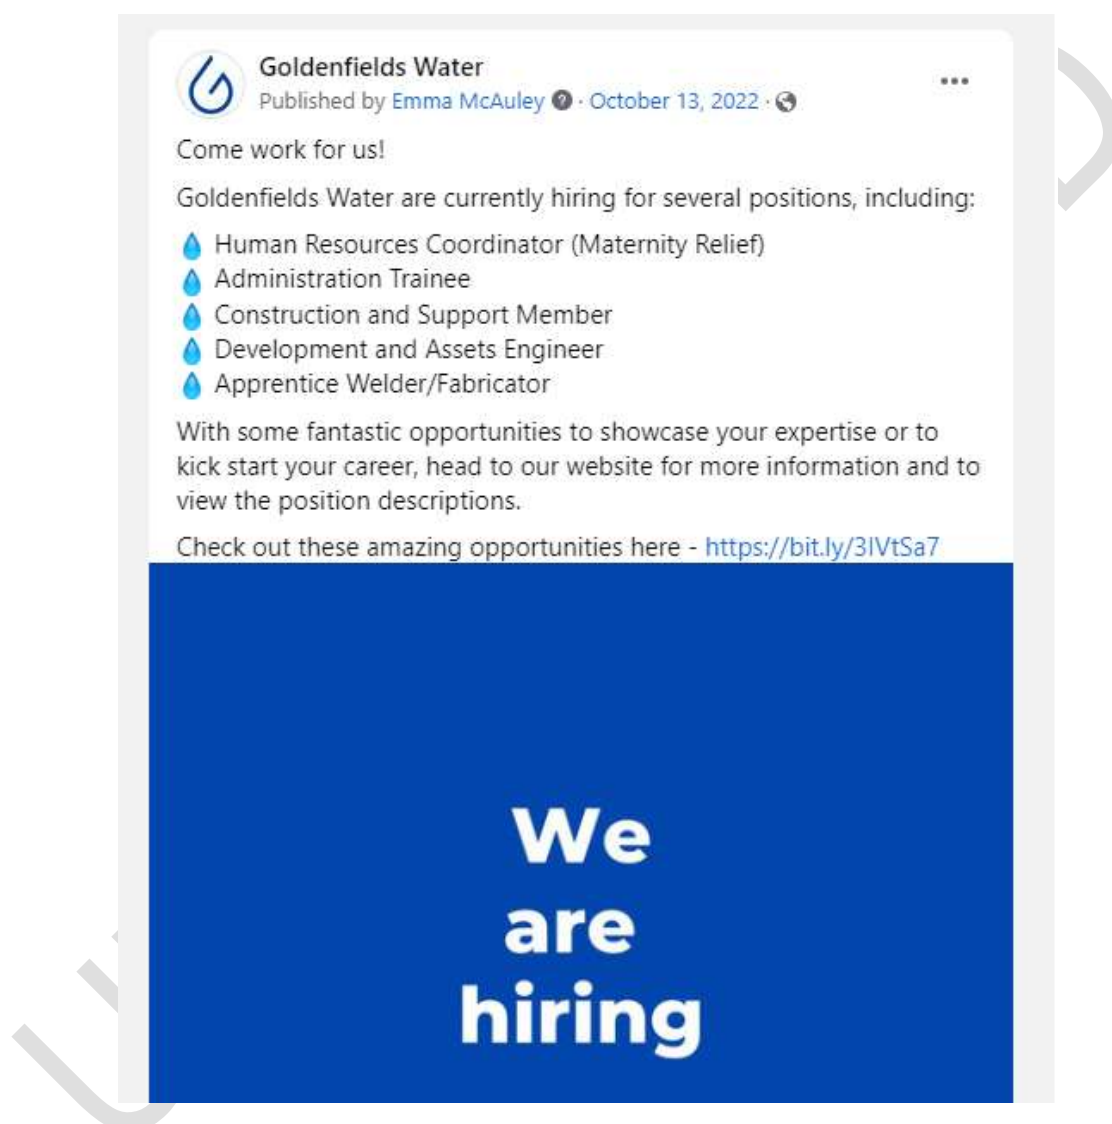 Goldenfields Water
Published by Emma McAuley · October 13, 2022 ·
Come work for us!
Goldenfields Water are currently hiring for several positions, including:
💧 Human Resources Coordinator (Maternity Relief)
💧 Administration Trainee
💧 Construction and Support Member
💧 Development and Assets Engineer
💧 Apprentice Welder/Fabricator
With some fantastic opportunities to showcase your expertise or to
kick start your career, head to our website for more information and to
view the position descriptions.
Check out these amazing opportunities here - https://bit.ly/3IVtSa7
We
are
hiring